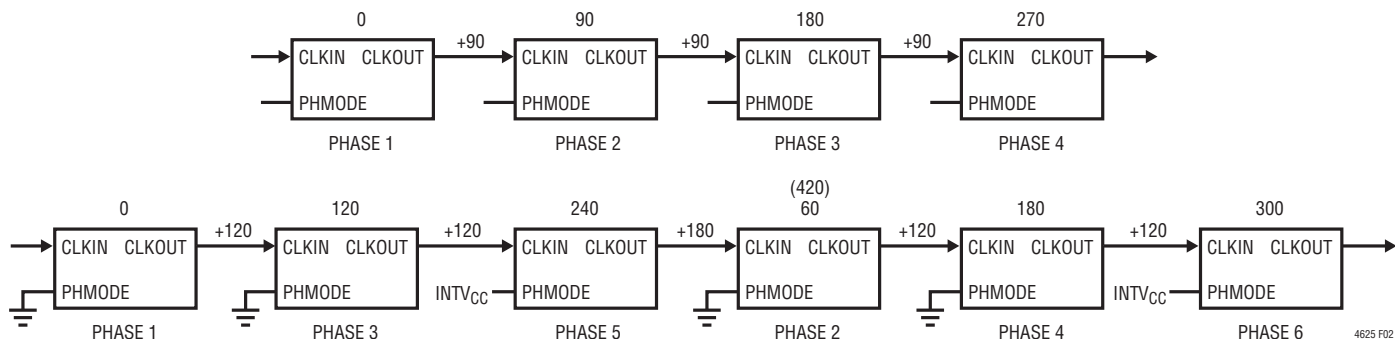 0 90 180 270
+90 +90 +90
CLKIN CLKOUT CLKIN CLKOUT CLKIN CLKOUT CLKIN CLKOUT
PHMODE PHMODE PHMODE PHMODE
PHASE 1 PHASE 2 PHASE 3 PHASE 4
(420)
0 120 240 60 180 300
+120 +120 +180 +120 +120
CLKIN CLKOUT CLKIN CLKOUT CLKIN CLKOUT CLKIN CLKOUT CLKIN CLKOUT CLKIN CLKOUT
PHMODE PHMODE INTVCC PHMODE PHMODE PHMODE INTVCC PHMODE
PHASE 1 PHASE 3 PHASE 5 PHASE 2 PHASE 4 PHASE 6 4625 F02